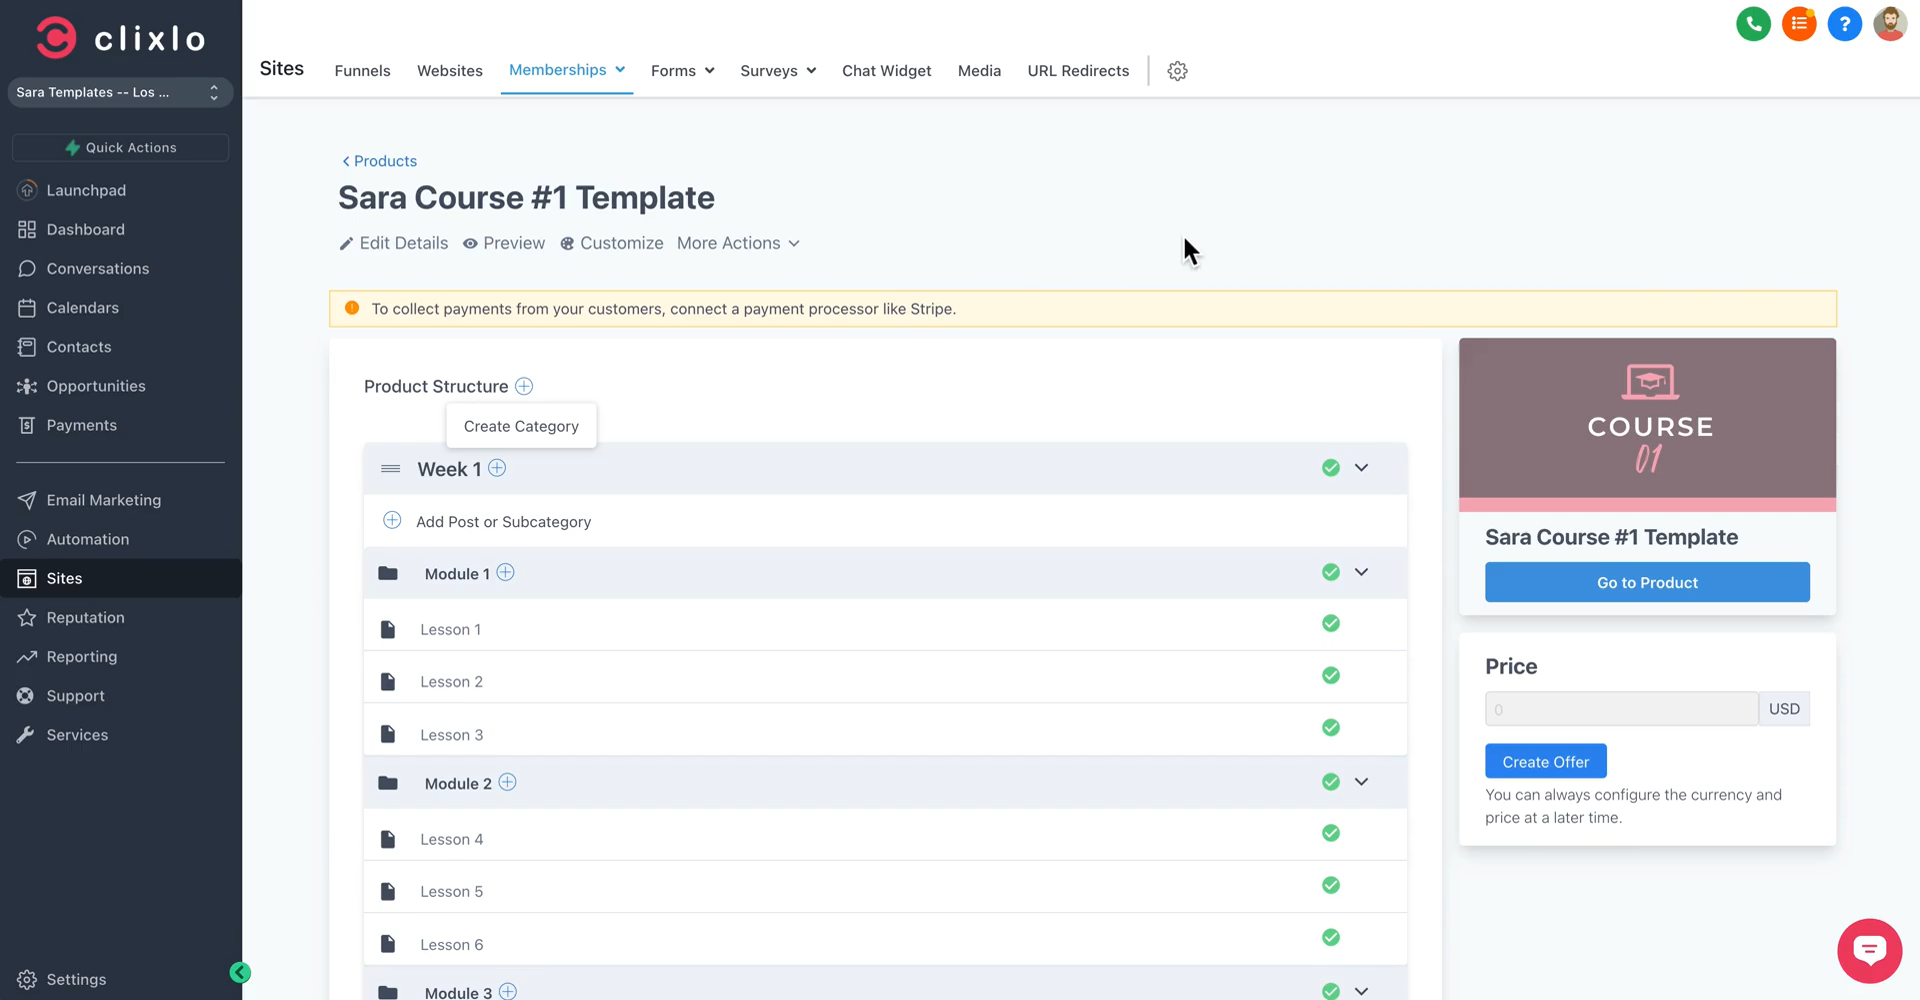 clixlo
Sara Templates -- Los ...
Quick Actions
Launchpad
Dashboard
Conversations
Calendars
Contacts
Opportunities
Payments
Email Marketing
Automation
Sites
Reputation
Reporting
Support
Services
Settings
Sites
Funnels
Websites
Memberships
Forms
Surveys
Chat Widget
Media
URL Redirects
?
Products
Sara Course #1 Template
Edit Details
Preview
Customize
More Actions
To collect payments from your customers, connect a payment processor like Stripe.
Product Structure
Create Category
Week 1
Add Post or Subcategory
Module 1
Lesson 1
Lesson 2
Lesson 3
Module 2
Lesson 4
Lesson 5
Lesson 6
Module 3
COURSE
01
Sara Course #1 Template
Go to Product
Price
0
USD
Create Offer
You can always configure the currency and
price at a later time.